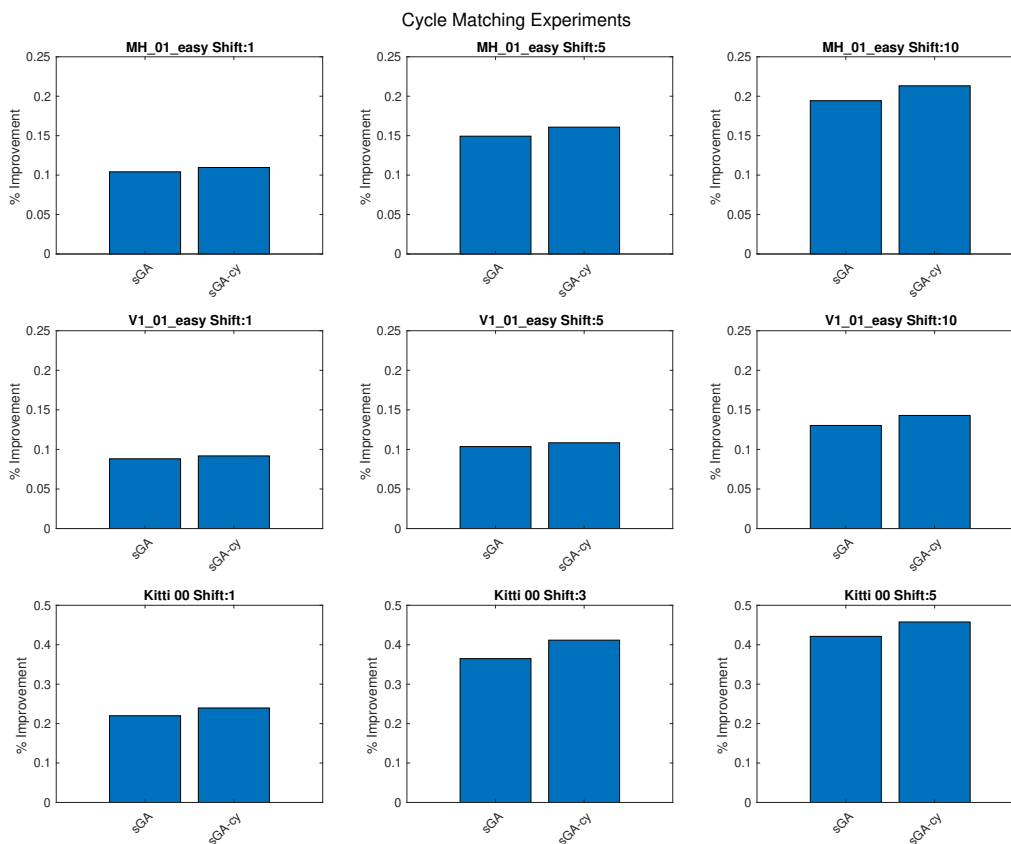 Cycle Matching Experiments
MH_01_easy Shift:1
% Improvement
0.25
0.2
0.15
0.1
0.05
0
sGA
sGA-cy
MH_01_easy Shift:5
% Improvement
0.25
0.2
0.15
0.1
0.05
0
sGA
sGA-cy
MH_01_easy Shift:10
% Improvement
0.25
0.2
0.15
0.1
0.05
0
sGA
sGA-cy
V1_01_easy Shift:1
% Improvement
0.25
0.2
0.15
0.1
0.05
0
sGA
sGA-cy
V1_01_easy Shift:5
% Improvement
0.25
0.2
0.15
0.1
0.05
0
sGA
sGA-cy
V1_01_easy Shift:10
% Improvement
0.25
0.2
0.15
0.1
0.05
0
sGA
sGA-cy
Kitti 00 Shift:1
% Improvement
0.5
0.4
0.3
0.2
0.1
0
sGA
sGA-cy
Kitti 00 Shift:3
% Improvement
0.5
0.4
0.3
0.2
0.1
0
sGA
sGA-cy
Kitti 00 Shift:5
% Improvement
0.5
0.4
0.3
0.2
0.1
0
sGA
sGA-cy